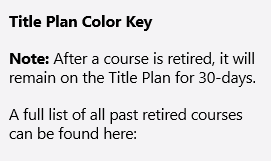 Title Plan Color Key
Note: After a course is retired, it will
remain on the Title Plan for 30-days.
A full list of all past retired courses
can be found here: